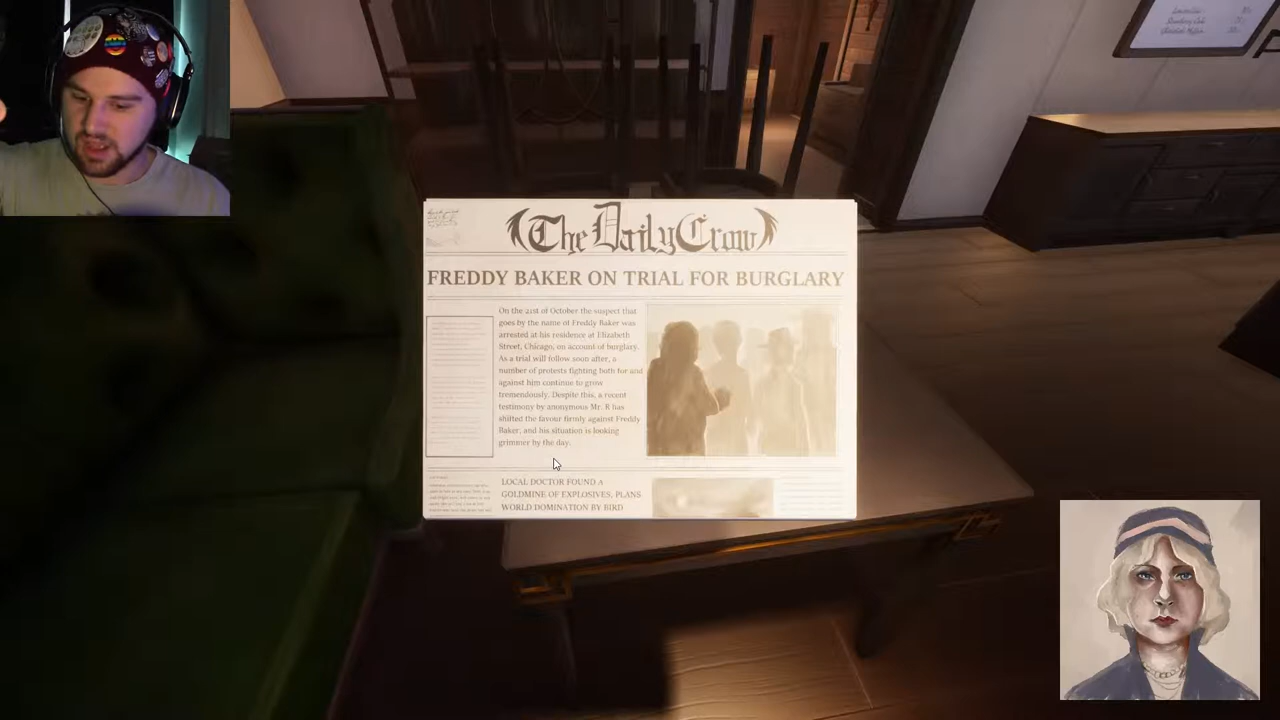 The Daily Crow
FREDDY BAKER ON TRIAL FOR BURGLARY
On the 21st of October the suspect that
goes by the name of Freddy Baker was
arrested at his residence at Elizabeth
Street, Chicago, on account of burglary.
As a trial will follow soon after, a
number of protests fighting both for and
against him continue to grow
tremendously. Despite this, a recent
testimony by anonymous Mr. R has
shifted the favour firmly against Freddy
Baker, and his situation is looking
grimmer by the day.
LOCAL DOCTOR FOUND A
GOLDMINE OF EXPLOSIVES, PLANS
WORLD DOMINATION BY BIRD